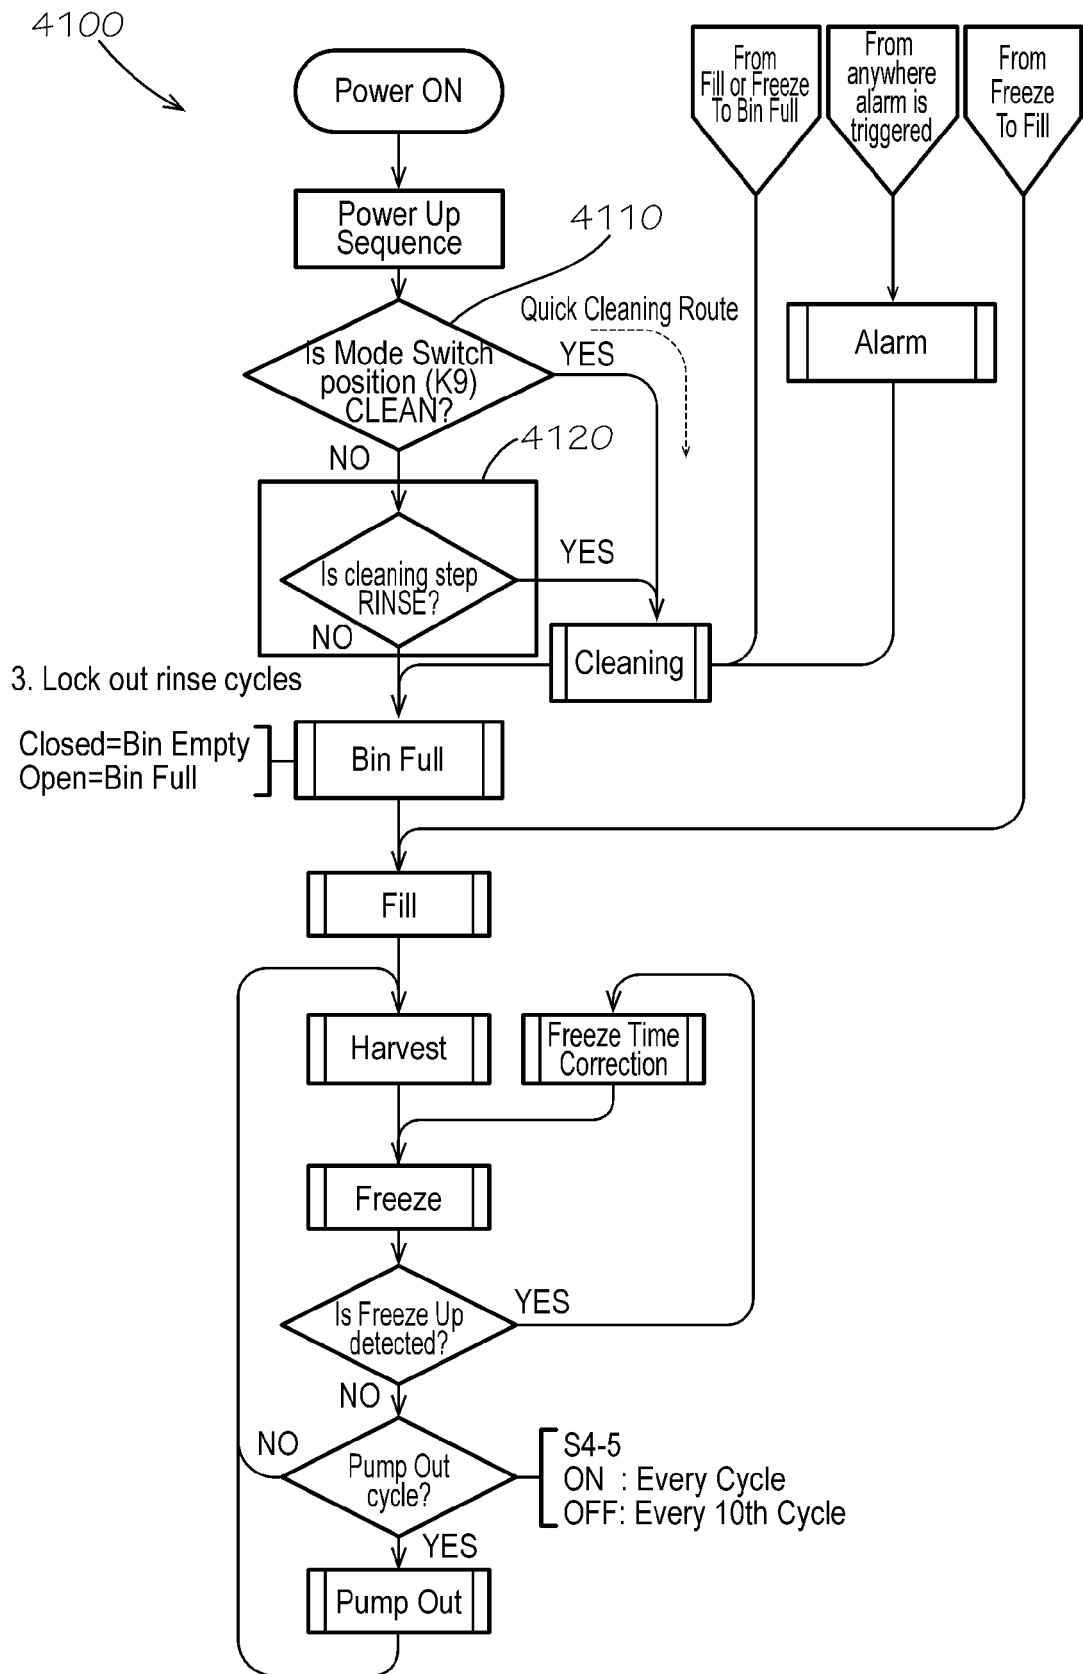 4100
Power ON
From
Fill or Freeze
To Bin Full
From
anywhere
alarm is
triggered
From
Freeze
To Fill
Power Up
Sequence
4110
Quick Cleaning Route
Is Mode Switch
position (K9)
CLEAN?
YES
NO
Alarm
4120
Is cleaning step
RINSE?
YES
NO
Cleaning
3. Lock out rinse cycles
Closed=Bin Empty
Open=Bin Full
Bin Full
Fill
Harvest
Freeze Time
Correction
Freeze
Is Freeze Up
detected?
YES
NO
NO
Pump Out
cycle?
S4-5
ON : Every Cycle
OFF: Every 10th Cycle
YES
Pump Out